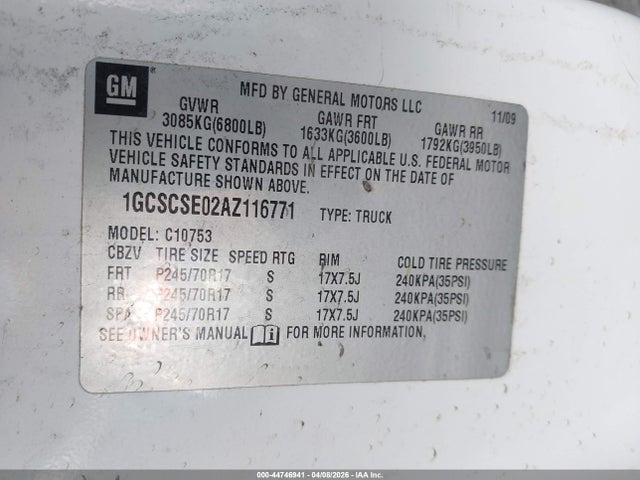 GM
MFD BY GENERAL MOTORS LLC
11/09
GVWR GAWR FRT GAWR RR
3085KG(6800LB) 1633KG(3600LB) 1792KG(3950LB)
THIS VEHICLE CONFORMS TO ALL APPLICABLE U.S. FEDERAL MOTOR
VEHICLE SAFETY STANDARDS IN EFFECT ON THE DATE OF
MANUFACTURE SHOWN ABOVE.
1GCSCSE02AZ116771 TYPE: TRUCK
MODEL: C10753
CBZV TIRE SIZE SPEED RTG RIM COLD TIRE PRESSURE
FRT P245/70R17 S 17X7.5J 240KPA(35PSI)
RR P245/70R17 S 17X7.5J 240KPA(35PSI)
SPA P245/70R17 S 17X7.5J 240KPA(35PSI)
SEE OWNER'S MANUAL i FOR MORE INFORMATION.
000-44746941 - 04/08/2026 - IAAC Inc.